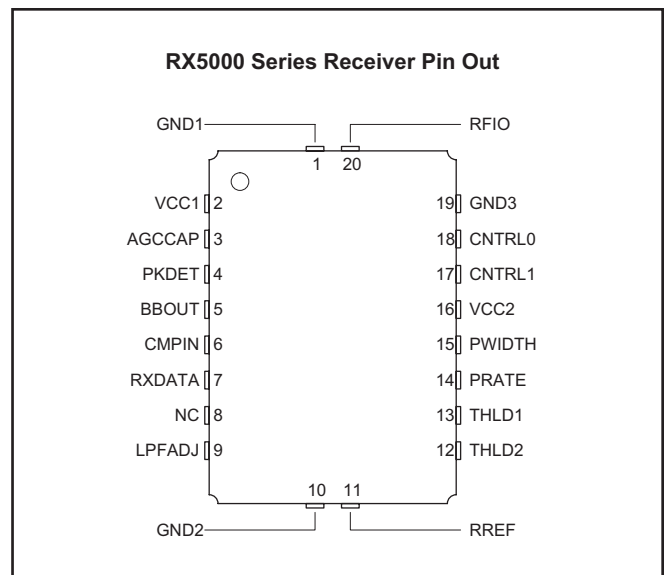 RX5000 Series Receiver Pin Out
GND1
RFIO
1 20
VCC1 2
19 GND3
AGCCAP 3
18 CNTRL0
PKDET 4
17 CNTRL1
BBOUT 5
16 VCC2
CMPIN 6
15 PWIDTH
RXDATA 7
14 PRATE
NC 8
13 THLD1
LPFADJ 9
12 THLD2
10 11
GND2
RREF